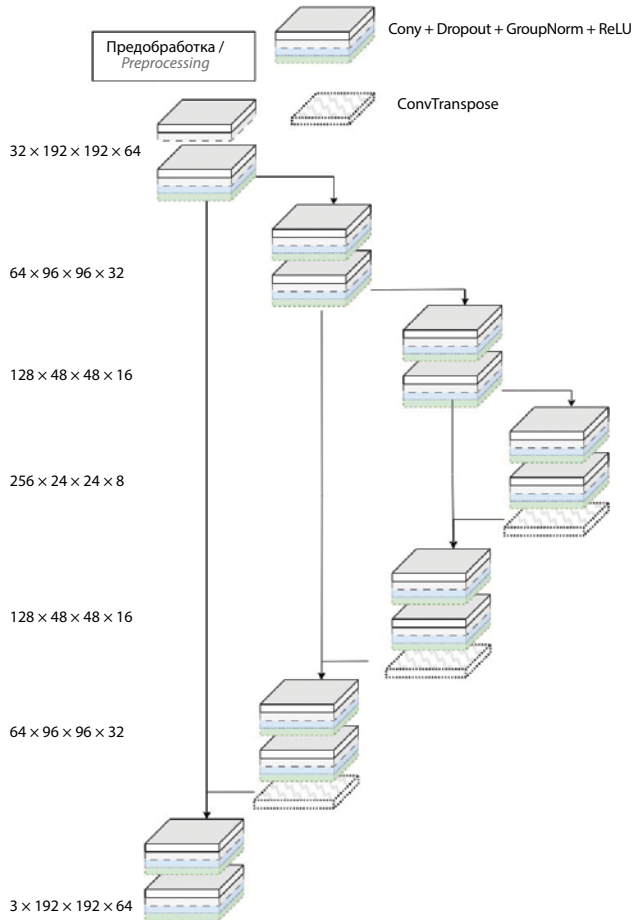 Предобработка /
Preprocessing
Cony + Dropout + GroupNorm + ReLU
ConvTranspose
32 × 192 × 192 × 64
64 × 96 × 96 × 32
128 × 48 × 48 × 16
256 × 24 × 24 × 8
128 × 48 × 48 × 16
64 × 96 × 96 × 32
3 × 192 × 192 × 64